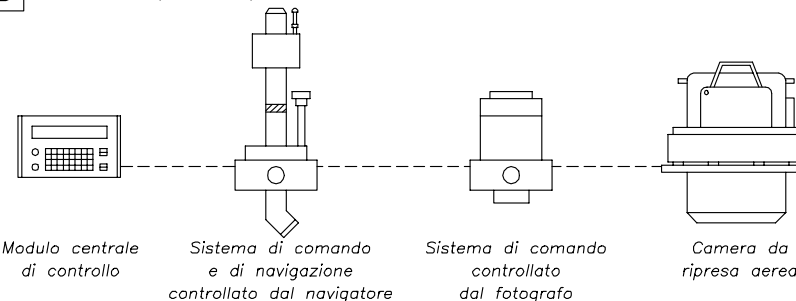 Modulo centrale
di controllo
Sistema di comando
e di navigazione
controllato dal navigatore
Sistema di comando
controllato
dal fotografo
Camera da
ripresa aerea